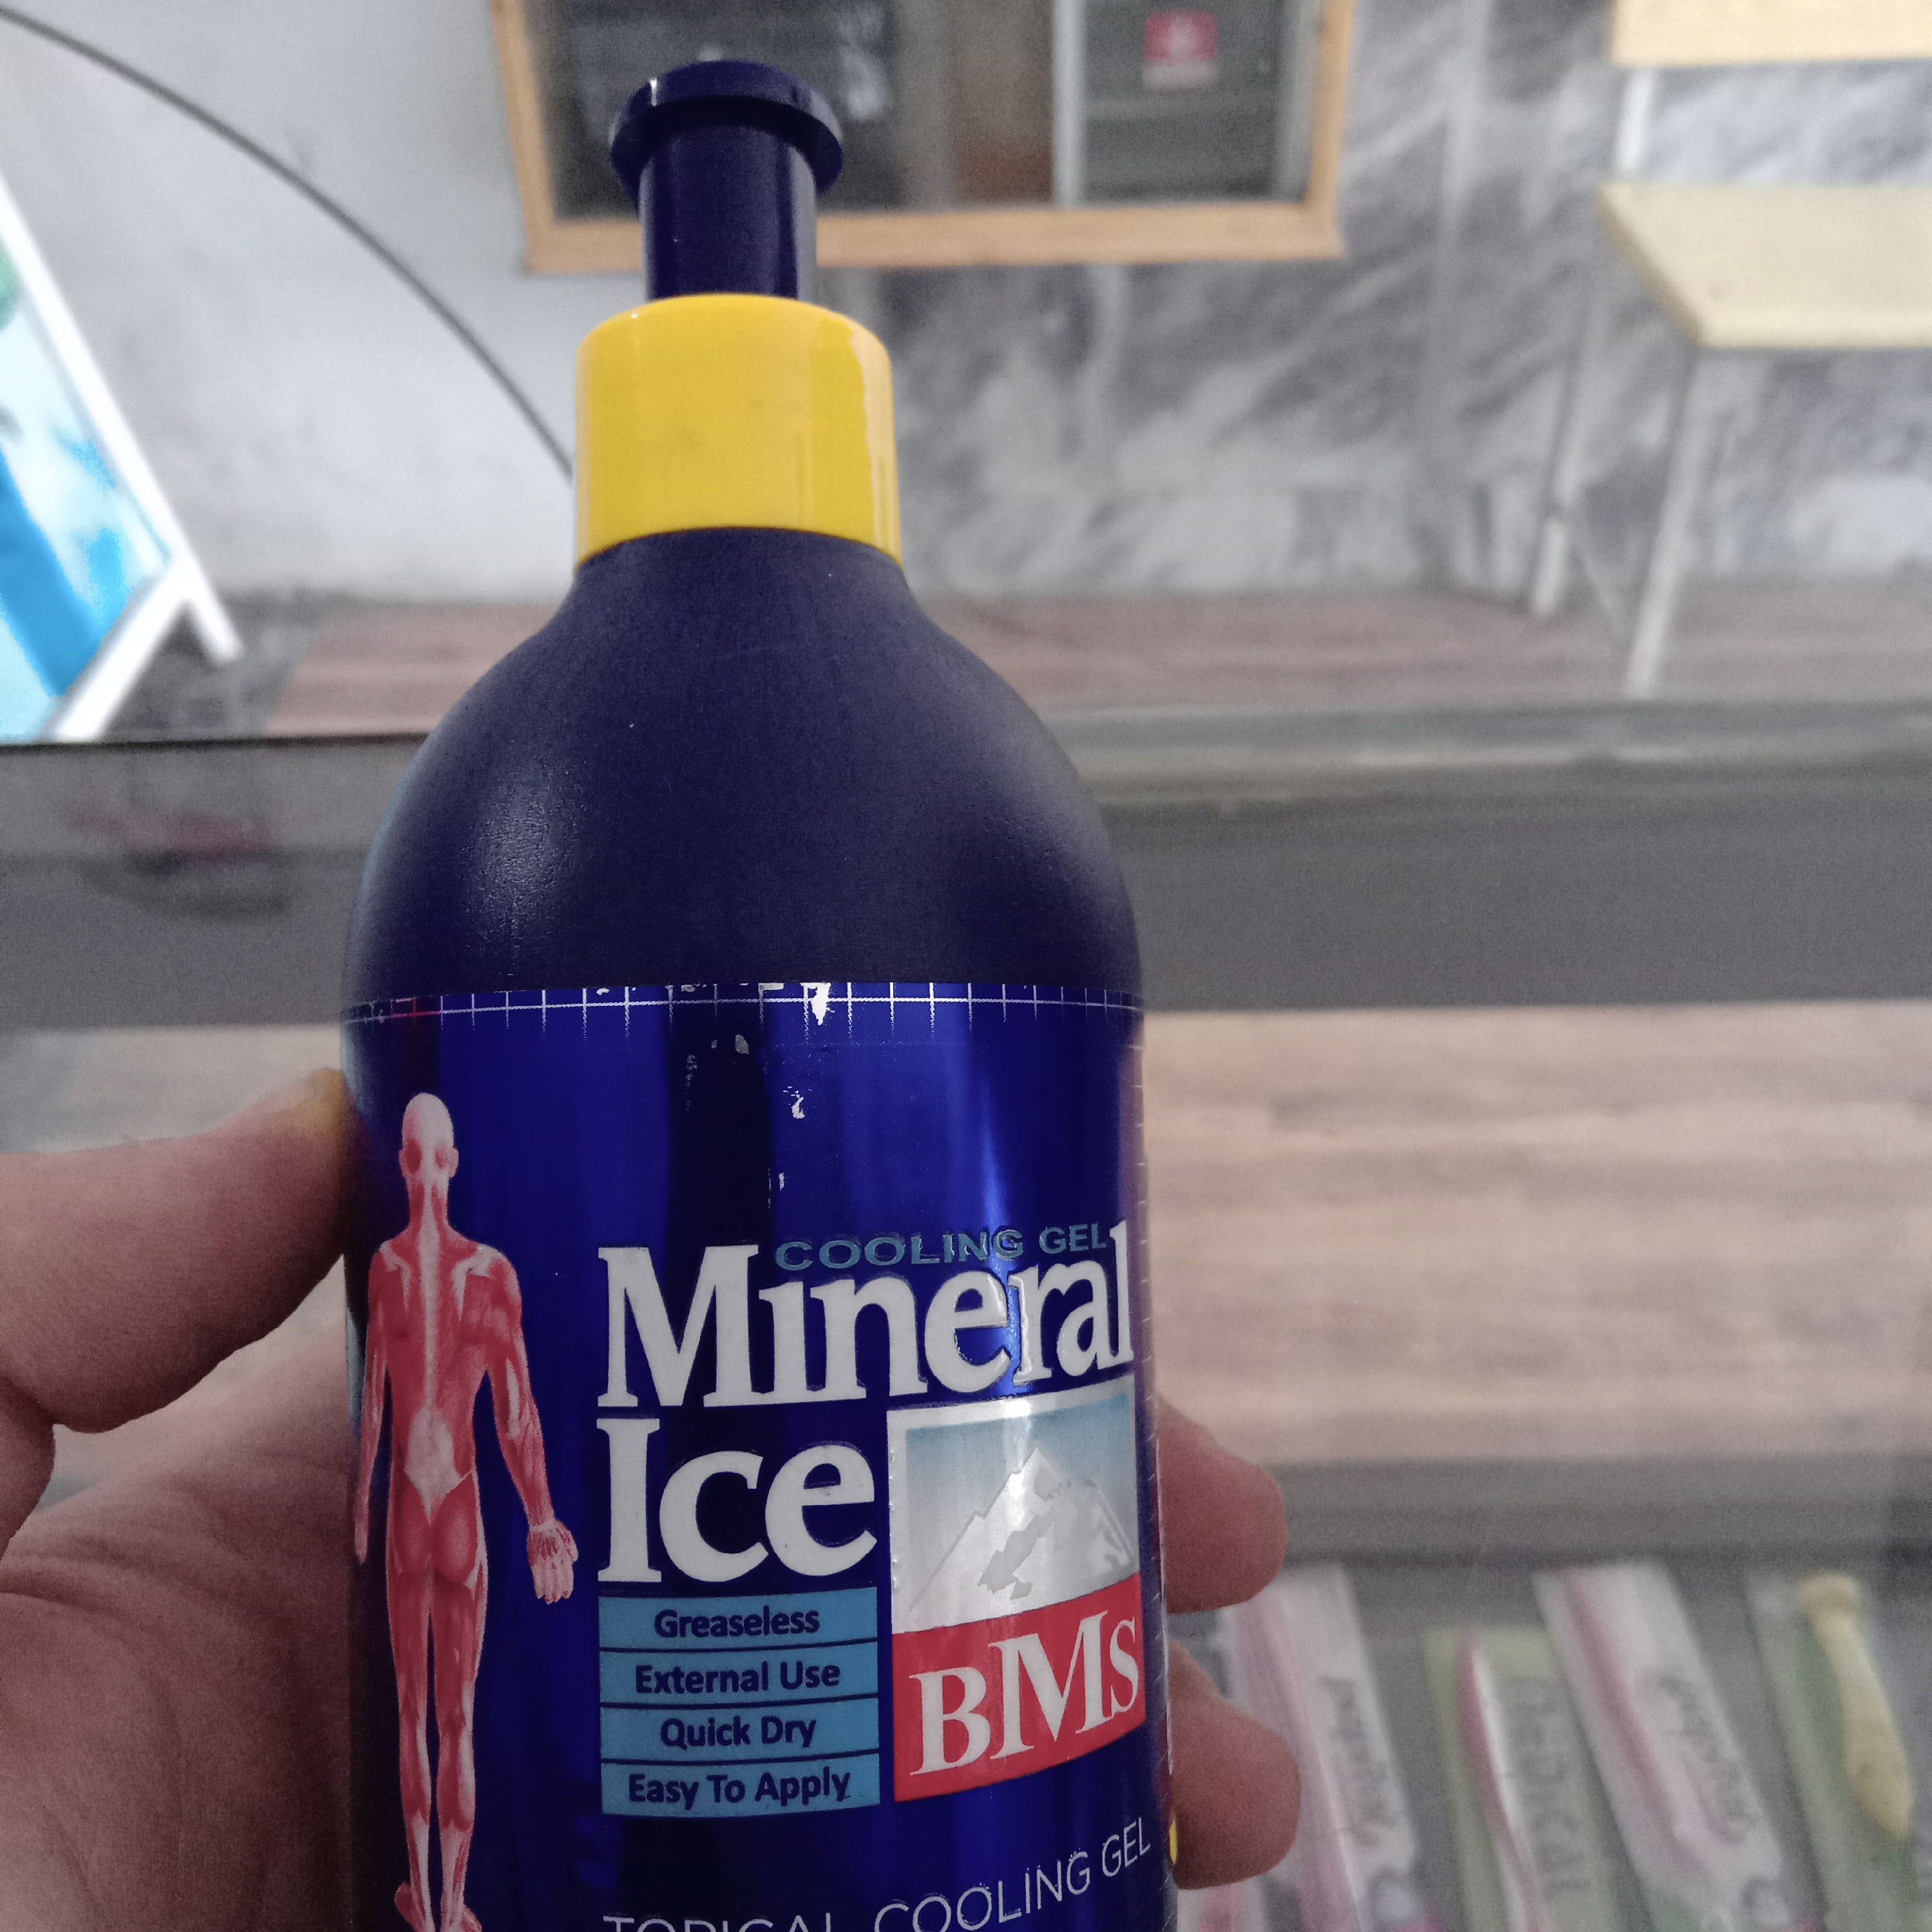 COOLING GEL
Mineral
Ice
Greaseless
External Use
Quick Dry
Easy To Apply
BMS
TOPICAL COOLING GEL